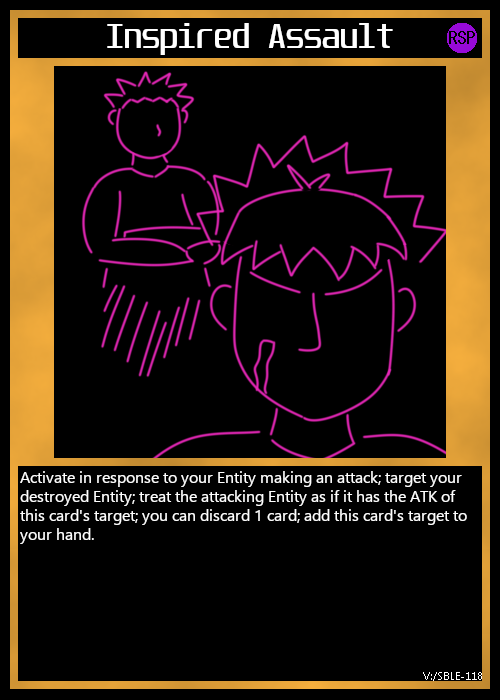 Inspired Assault
RSP
Activate in response to your Entity making an attack; target your
destroyed Entity; treat the attacking Entity as if it has the ATK of
this card's target; you can discard 1 card; add this card's target to
your hand.
V:/SBLE-118